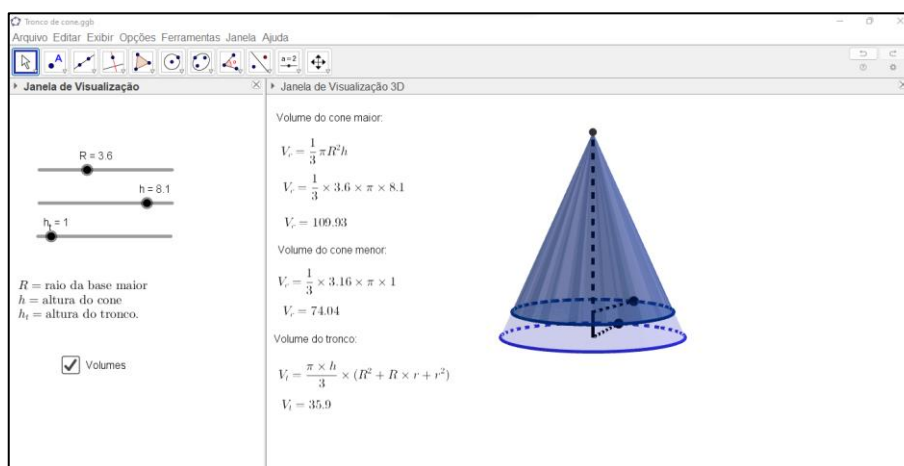 Tronco de cone.ggb
Arquivo Editar Exibir Opções Ferramentas Janela Ajuda
A
a=2
Janela de Visualização
Janela de Visualização 3D
R = 3.6
h = 8.1
h_t = 1
R = raio da base maior
h = altura do cone
h_t = altura do tronco.
Volumes
Volume do cone maior:
V_c = 1/3 πR²h
V_c = 1/3 × 3.6 × π × 8.1
V_c = 109.93
Volume do cone menor:
V_c = 1/3 × 3.16 × π × 1
V_c = 74.04
Volume do tronco:
V_t = π × h/3 × (R² + R × r + r²)
V_t = 35.9